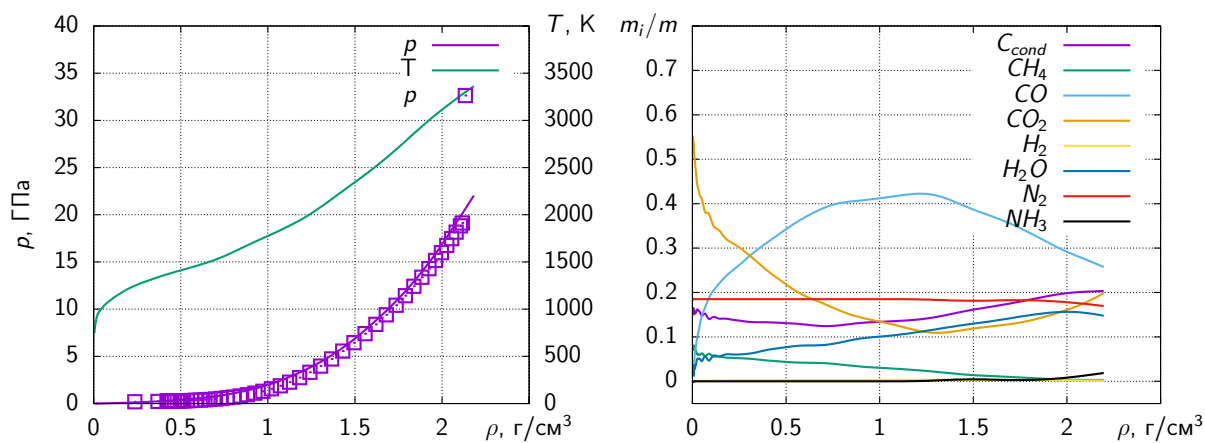 p, ГПа
40
35
30
25
20
15
10
5
0
0
0.5
1
1.5
2
ρ, г/см³
T, K
3500
3000
2500
2000
1500
1000
500
0
p
T
p
m_i/m
0.7
0.6
0.5
0.4
0.3
0.2
0.1
0
0
0.5
1
1.5
2
ρ, г/см³
C_cond
CH₄
CO
CO₂
H₂
H₂O
N₂
NH₃